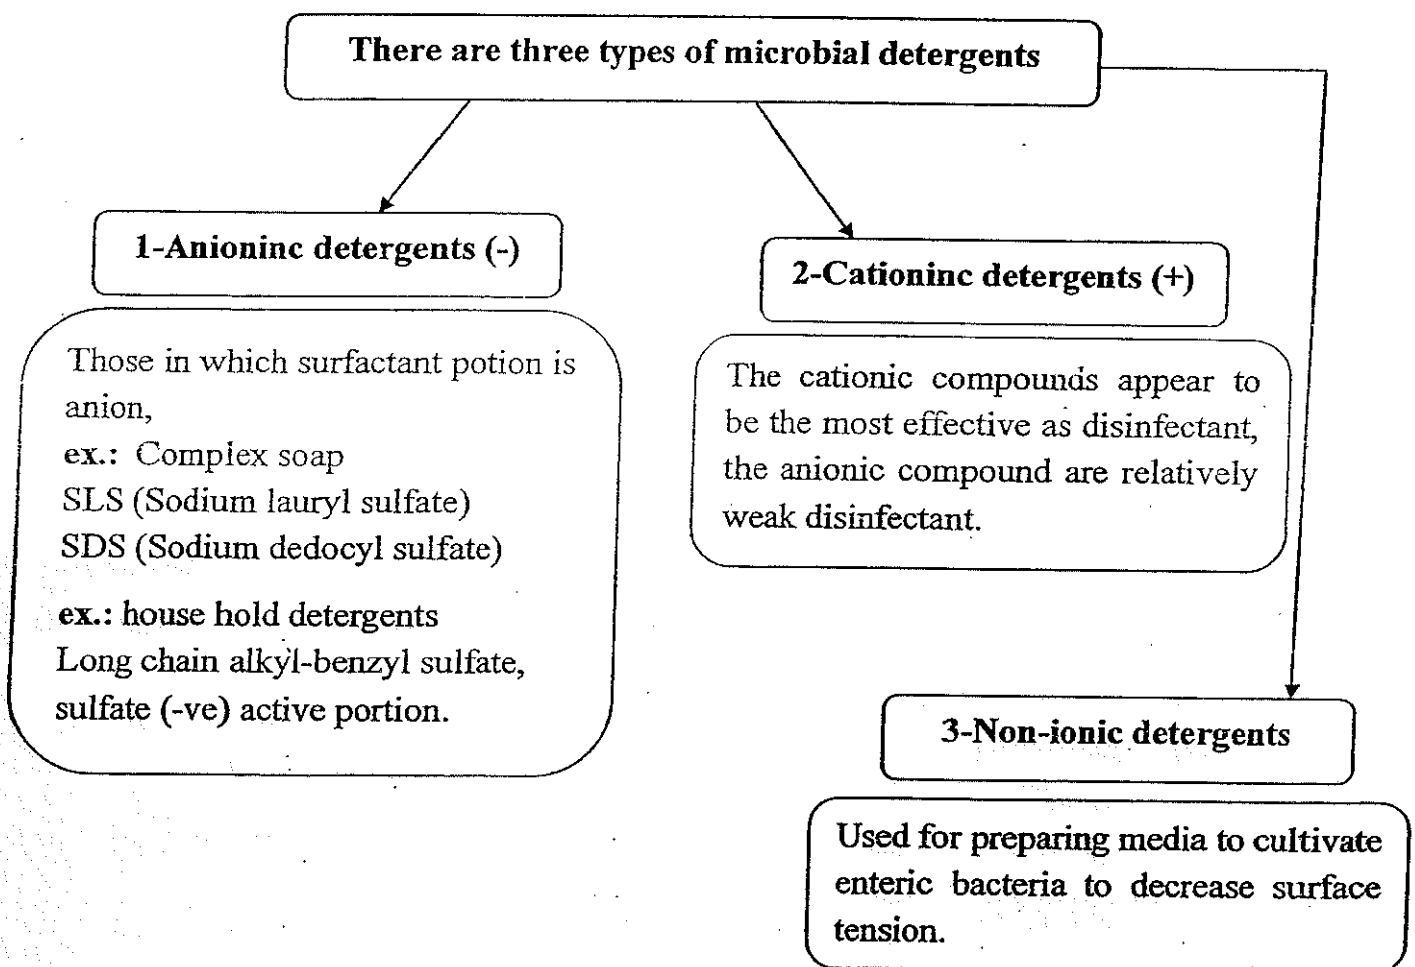 There are three types of microbial detergents
1-Anioninc detergents (-)
Those in which surfactant potion is
anion,
ex.: Complex soap
SLS (Sodium lauryl sulfate)
SDS (Sodium dedocyl sulfate)
ex.: house hold detergents
Long chain alkyl-benzyl sulfate,
sulfate (-ve) active portion.
2-Cationinc detergents (+)
The cationic compounds appear to
be the most effective as disinfectant,
the anionic compound are relatively
weak disinfectant.
3-Non-ionic detergents
Used for preparing media to cultivate
enteric bacteria to decrease surface
tension.